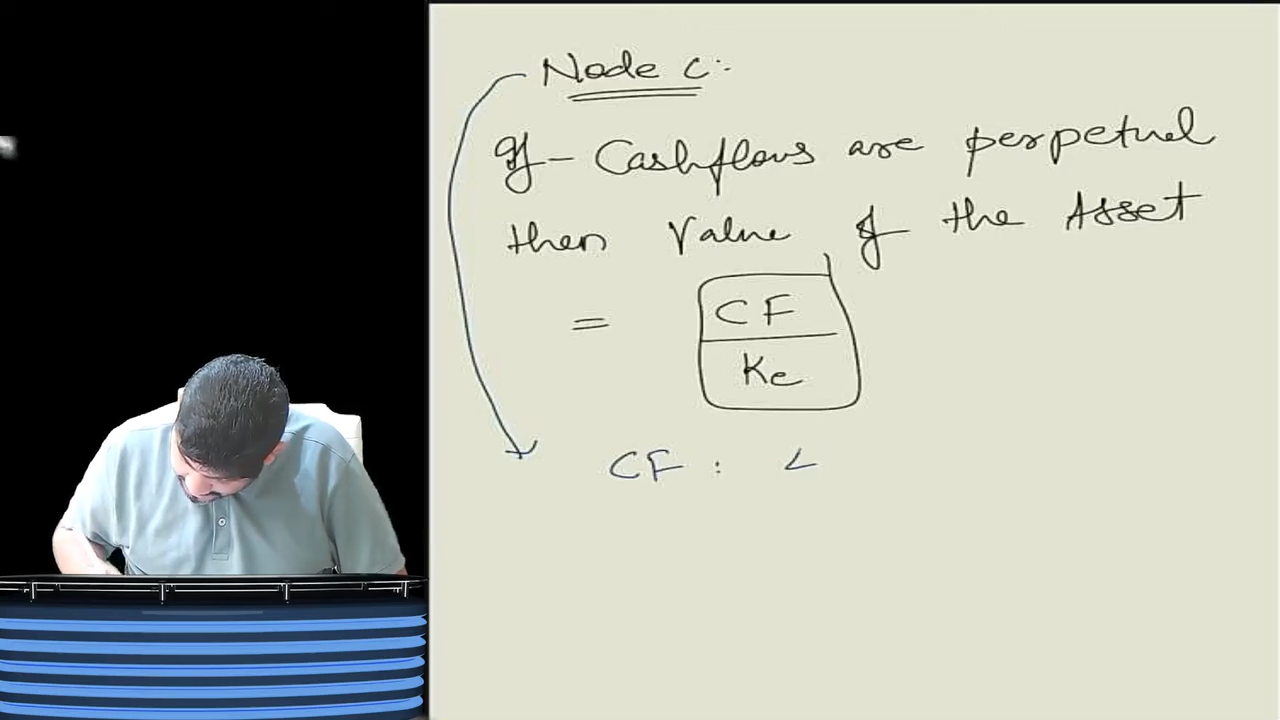 Node C:
If - Cashflows are perpetual
then Value of the Asset
= CF
Ke
CF :